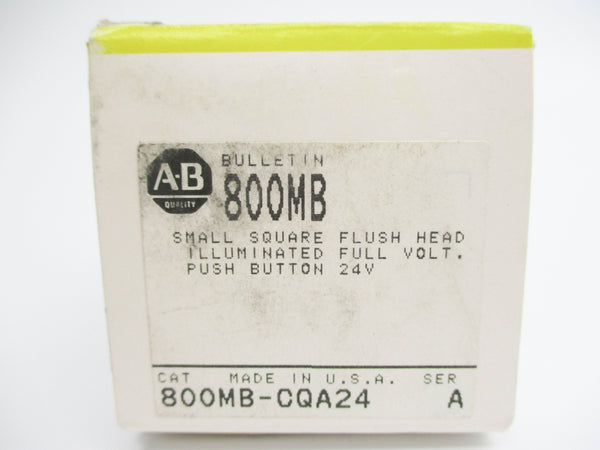 A-B
QUALITY
BULLETIN
800MB
SMALL SQUARE FLUSH HEAD
ILLUMINATED FULL VOLT.
PUSH BUTTON 24V
CAT MADE IN U.S.A. SER
800MB-CQA24 A